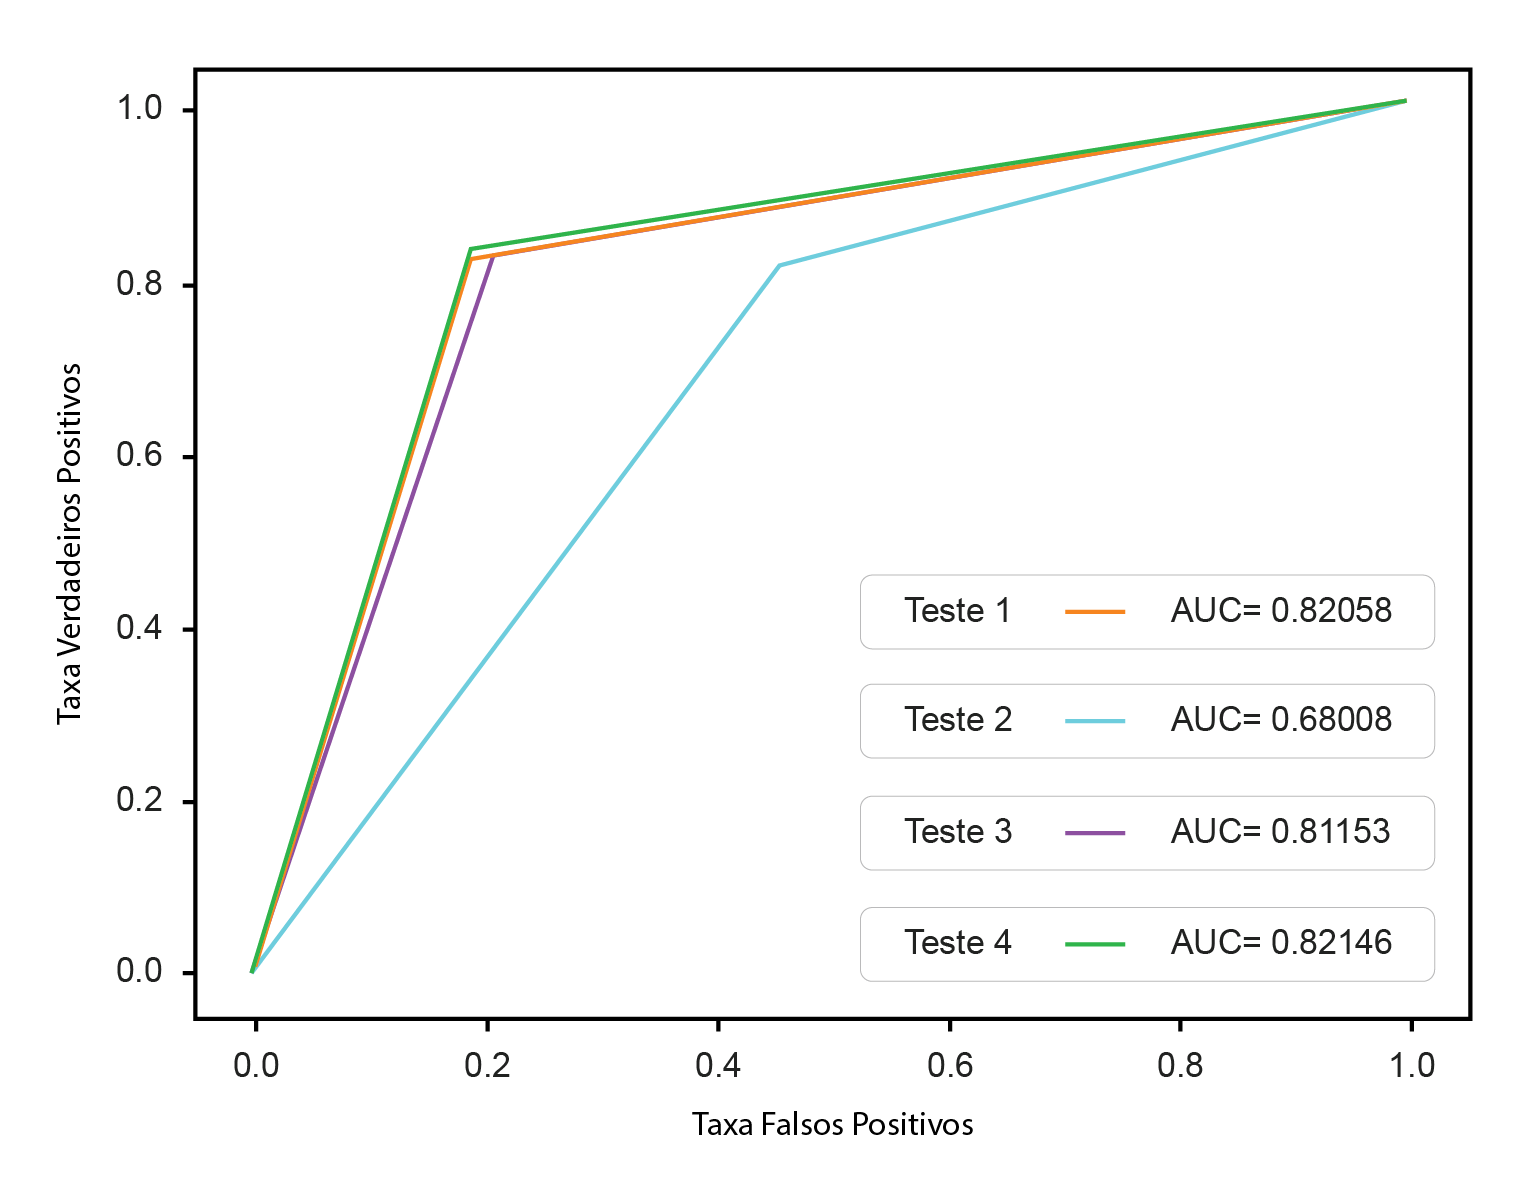 1.0
0.8
0.6
0.4
0.2
0.0
Taxa Verdadeiros Positivos
Teste 1 AUC= 0.82058
Teste 2 AUC= 0.68008
Teste 3 AUC= 0.81153
Teste 4 AUC= 0.82146
0.0 0.2 0.4 0.6 0.8 1.0
Taxa Falsos Positivos